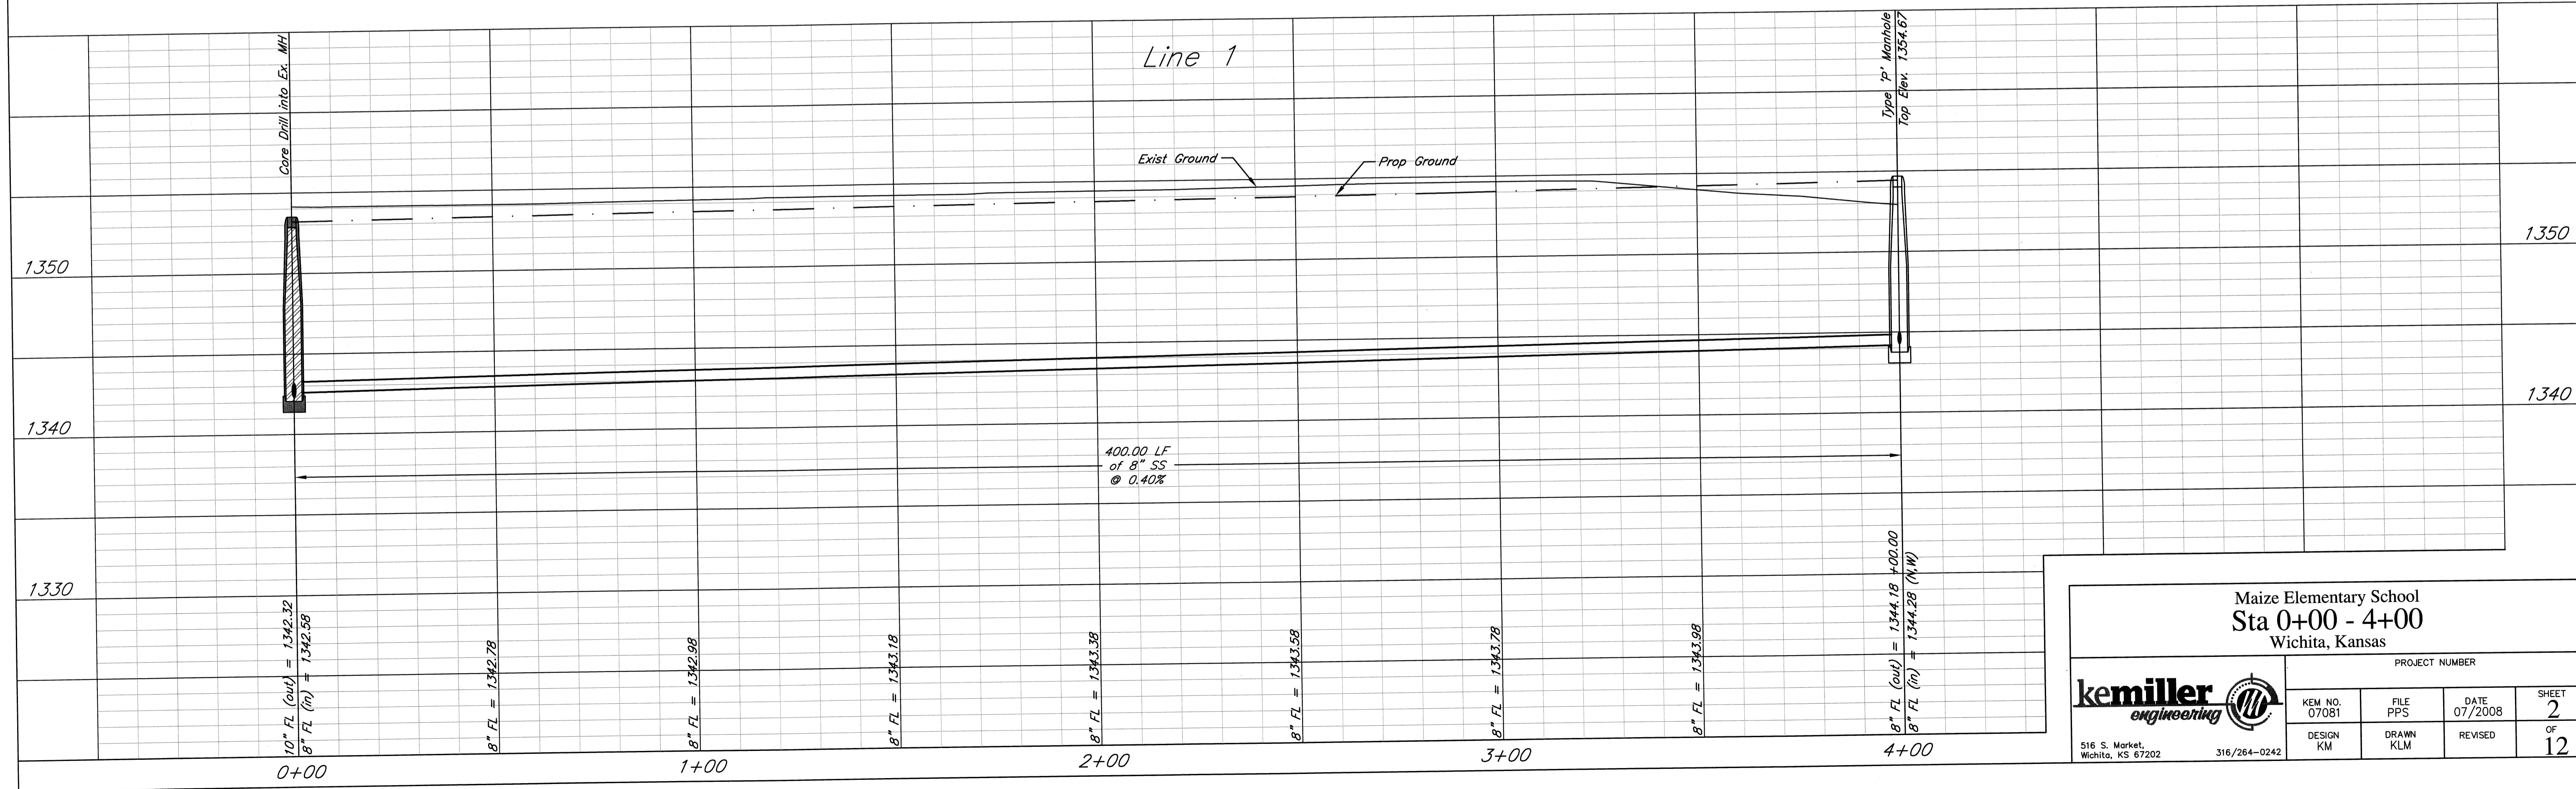 Line 1
Core Drill into Ex. MH
Type 'P' Manhole
Top Elev. 1354.67
Exist Ground
Prop Ground
1350
1350
1340
1340
1330
400.00 LF
of 8" SS
@ 0.40%
10" FL (out) = 1342.32
8" FL (in) = 1342.58
8" FL = 1342.78
8" FL = 1342.98
8" FL = 1343.18
8" FL = 1343.38
8" FL = 1343.58
8" FL = 1343.78
8" FL = 1343.98
8" FL (out) = 1344.18 +00.00
8" FL (in) = 1344.28 (N,W)
0+00
1+00
2+00
3+00
4+00
Maize Elementary School
Sta 0+00 - 4+00
Wichita, Kansas
PROJECT NUMBER
kemiller
engineering
516 S. Market,
Wichita, KS 67202
316/264-0242
KEM NO.
07081
FILE
PPS
DATE
07/2008
SHEET
2
DESIGN
KM
DRAWN
KLM
REVISED
OF
12